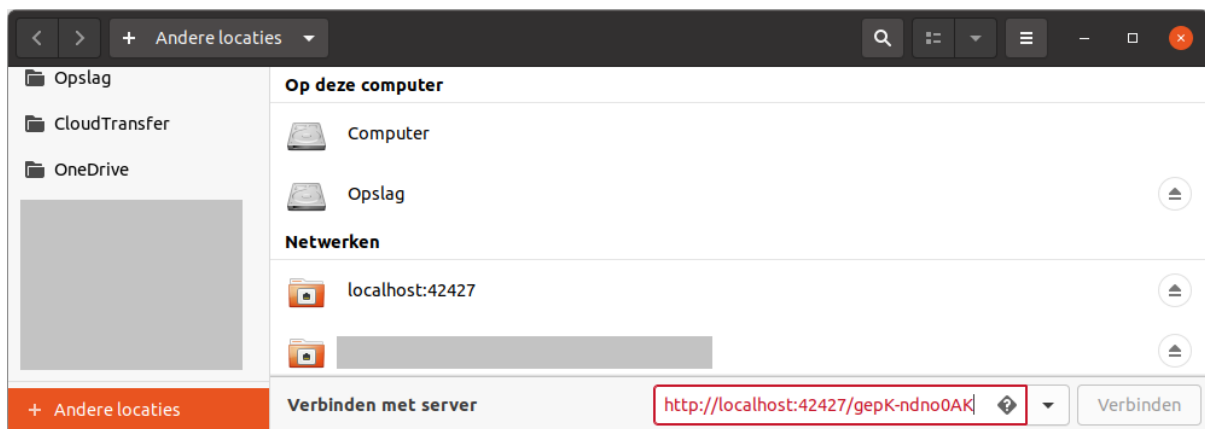 + Andere locaties
Opslag
CloudTransfer
OneDrive
+ Andere locaties
Op deze computer
Computer
Opslag
Netwerken
localhost:42427
Verbinden met server
http://localhost:42427/gepK-ndno0AK
Verbinden